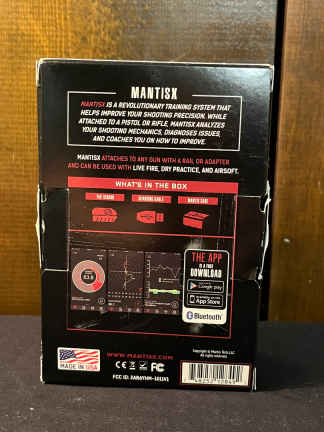 MANTISX
MANTISX IS A REVOLUTIONARY TRAINING SYSTEM THAT
HELPS IMPROVE YOUR SHOOTING PRECISION. WHILE
ATTACHED TO A PISTOL OR RIFLE, MANTISX ANALYZES
YOUR SHOOTING MECHANICS, DIAGNOSES ISSUES,
AND COACHES YOU ON HOW TO IMPROVE.
MANTISX ATTACHES TO ANY GUN WITH A RAIL OR ADAPTER
AND CAN BE USED WITH LIVE FIRE, DRY PRACTICE, AND AIRSOFT.
WHAT'S IN THE BOX
THE APP
IS A FREE
DOWNLOAD
Google play
App Store
Bluetooth
MADE IN USA
WWW.MANTISX.COM
CE FC